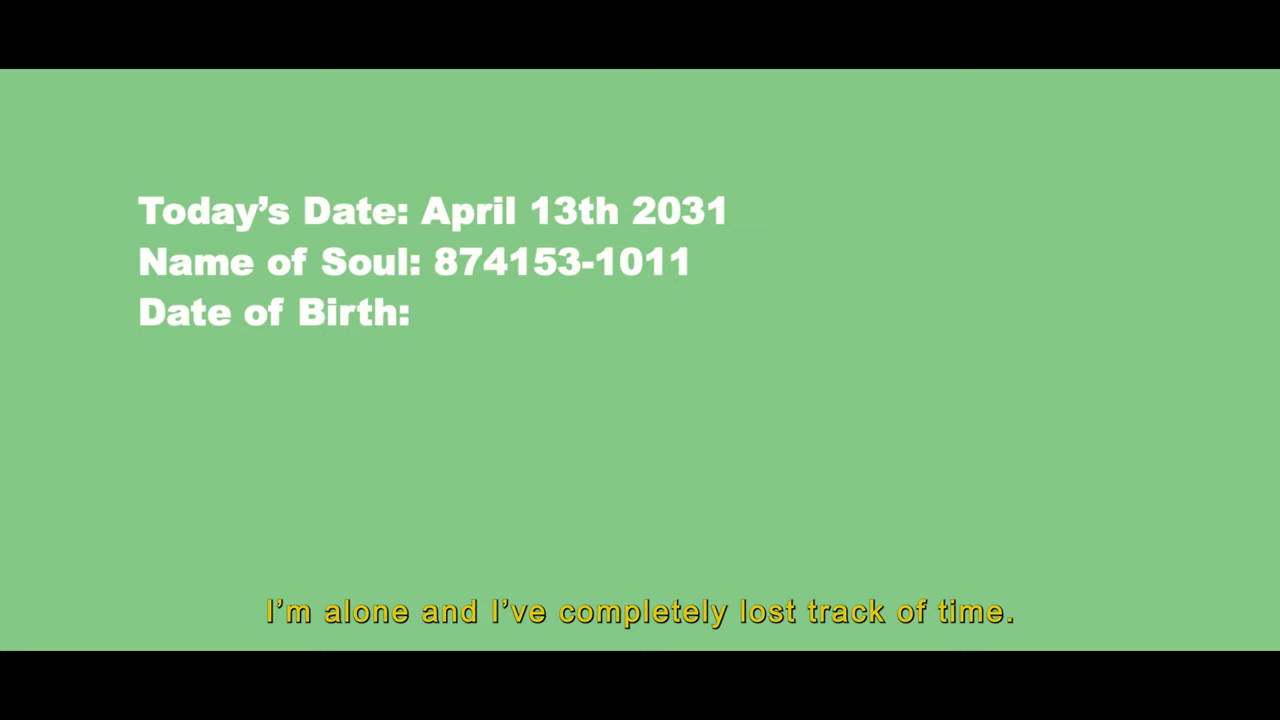 Today’s Date: April 13th 2031
Name of Soul: 874153-1011
Date of Birth:
I’m alone and I’ve completely lost track of time.